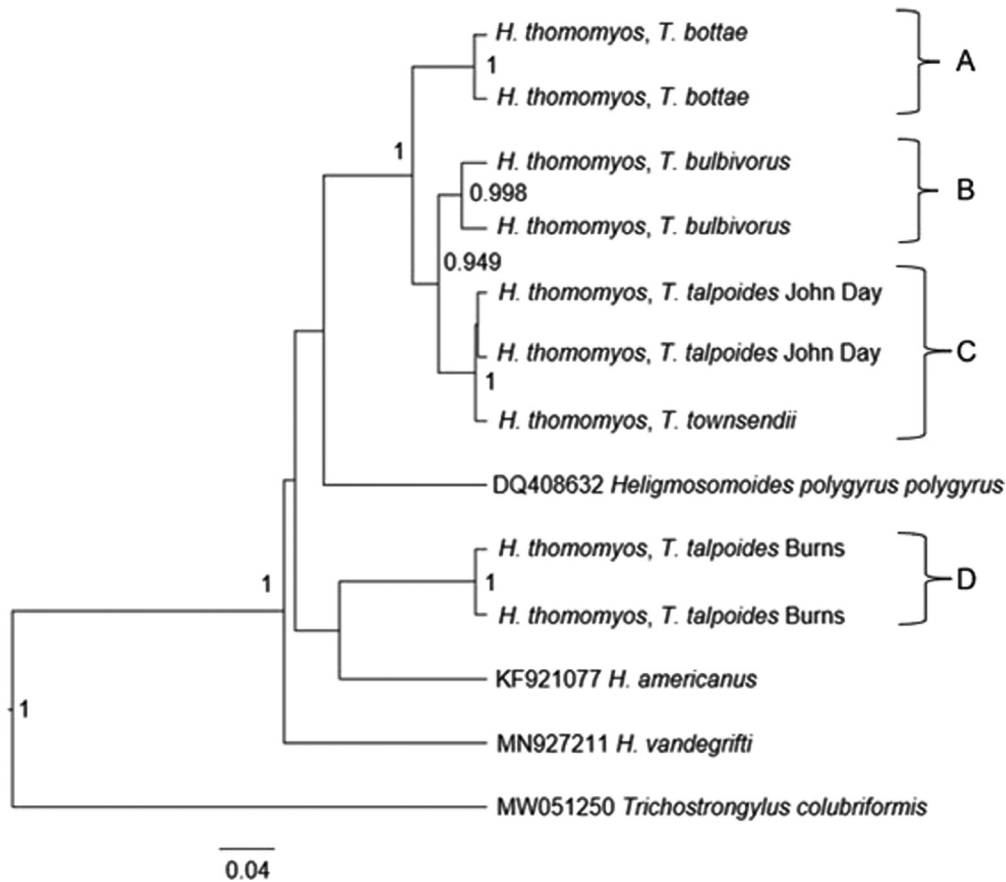 H. thomomyos, T. bottae
1
A
H. thomomyos, T. bottae
1
H. thomomyos, T. bulbivorus
0.998
B
H. thomomyos, T. bulbivorus
0.949
H. thomomyos, T. talpoides John Day
H. thomomyos, T. talpoides John Day
C
1
H. thomomyos, T. townsendii
DQ408632 Heligmosomoides polygyrus polygyrus
H. thomomyos, T. talpoides Burns
1
1
D
H. thomomyos, T. talpoides Burns
KF921077 H. americanus
1
MN927211 H. vandegrifti
MW051250 Trichostrongylus colubriformis
0.04